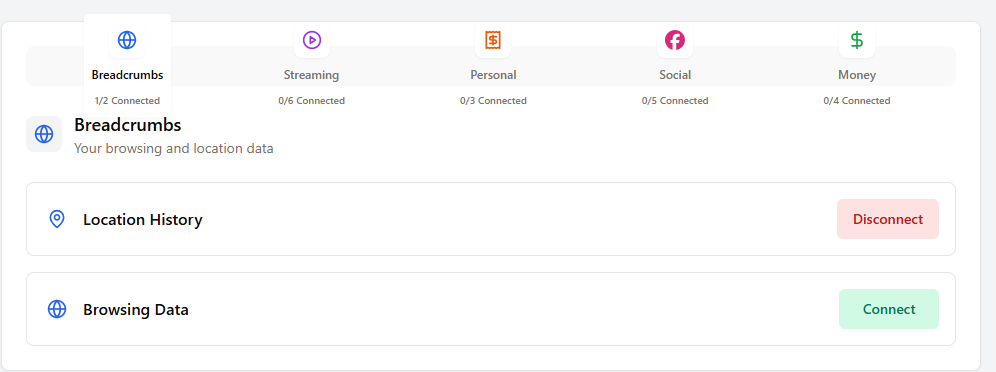 Breadcrumbs
1/2 Connected
Streaming
0/6 Connected
Personal
0/3 Connected
Social
0/5 Connected
Money
0/4 Connected
Breadcrumbs
Your browsing and location data
Location History
Disconnect
Browsing Data
Connect